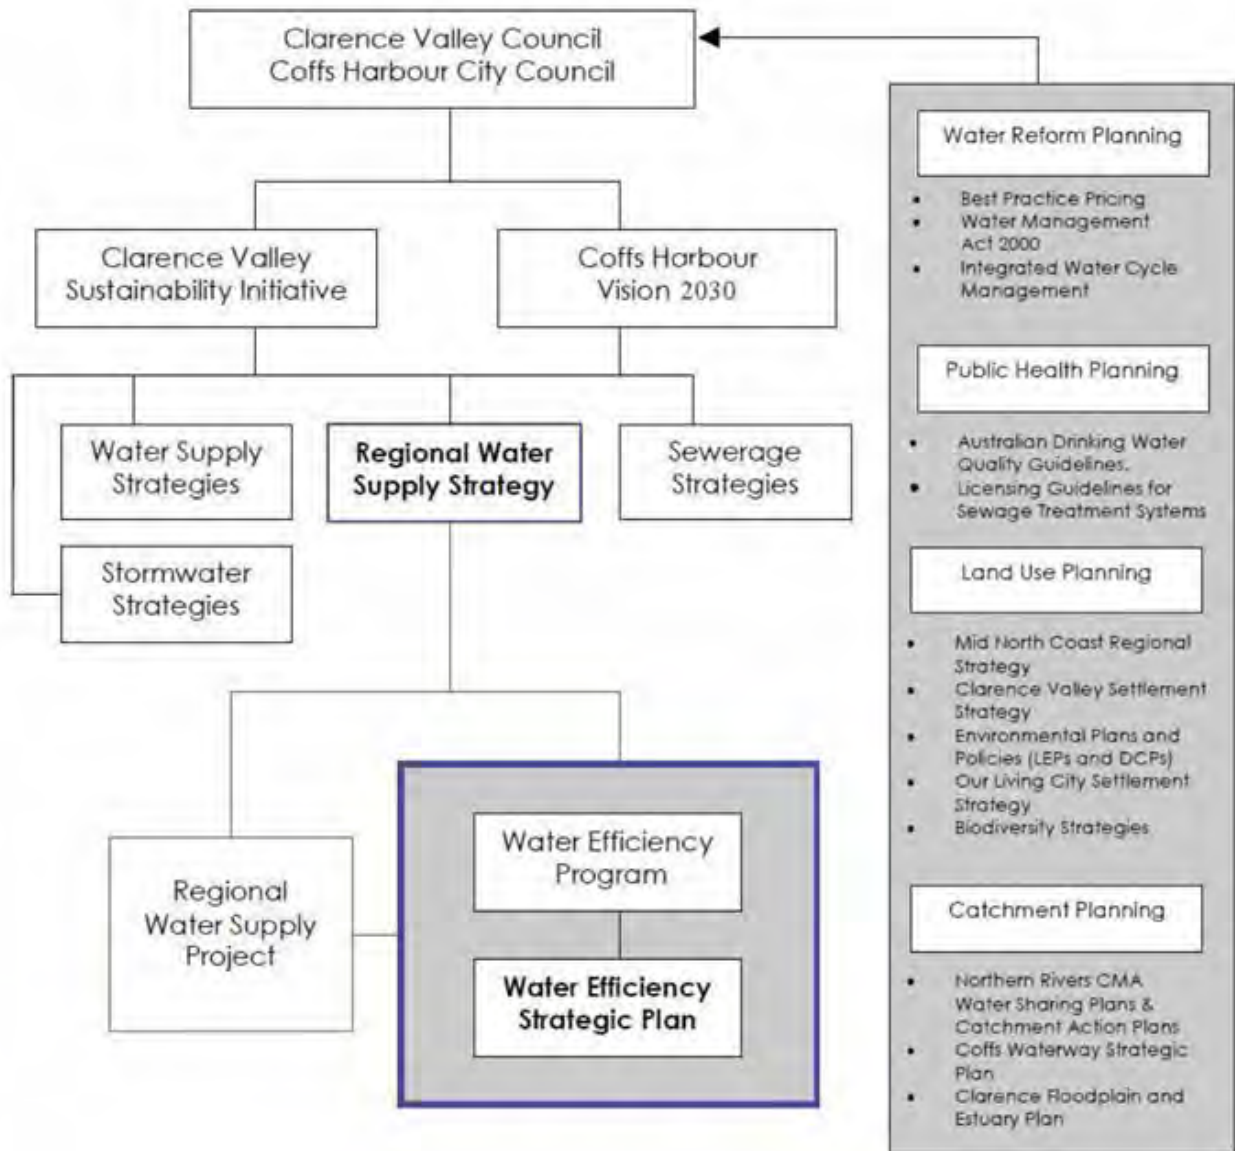 Clarence Valley Council
Coffs Harbour City Council
Clarence Valley
Sustainability Initiative
Coffs Harbour
Vision 2030
Water Supply
Strategies
Regional Water
Supply Strategy
Sewerage
Strategies
Stormwater
Strategies
Regional
Water Supply
Project
Water Efficiency
Program
Water Efficiency
Strategic Plan
Water Reform Planning
• Best Practice Pricing
• Water Management
Act 2000
• Integrated Water Cycle
Management
Public Health Planning
• Australian Drinking Water
Quality Guidelines.
• Licensing Guidelines for
Sewage Treatment Systems
Land Use Planning
• Mid North Coast Regional
Strategy
• Clarence Valley Settlement
Strategy
• Environmental Plans and
Policies (LEPs and DCPs)
• Our Living City Settlement
Strategy
• Biodiversity Strategies
Catchment Planning
• Northern Rivers CMA
Water Sharing Plans &
Catchment Action Plans
• Coffs Waterway Strategic
Plan
• Clarence Floodplain and
Estuary Plan